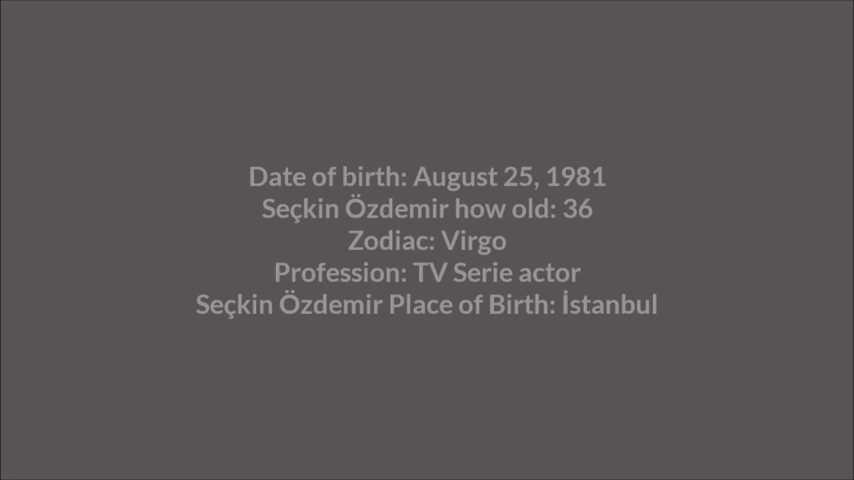 Date of birth: August 25, 1981
Seçkin Özdemir how old: 36
Zodiac: Virgo
Profession: TV Serie actor
Seçkin Özdemir Place of Birth: İstanbul